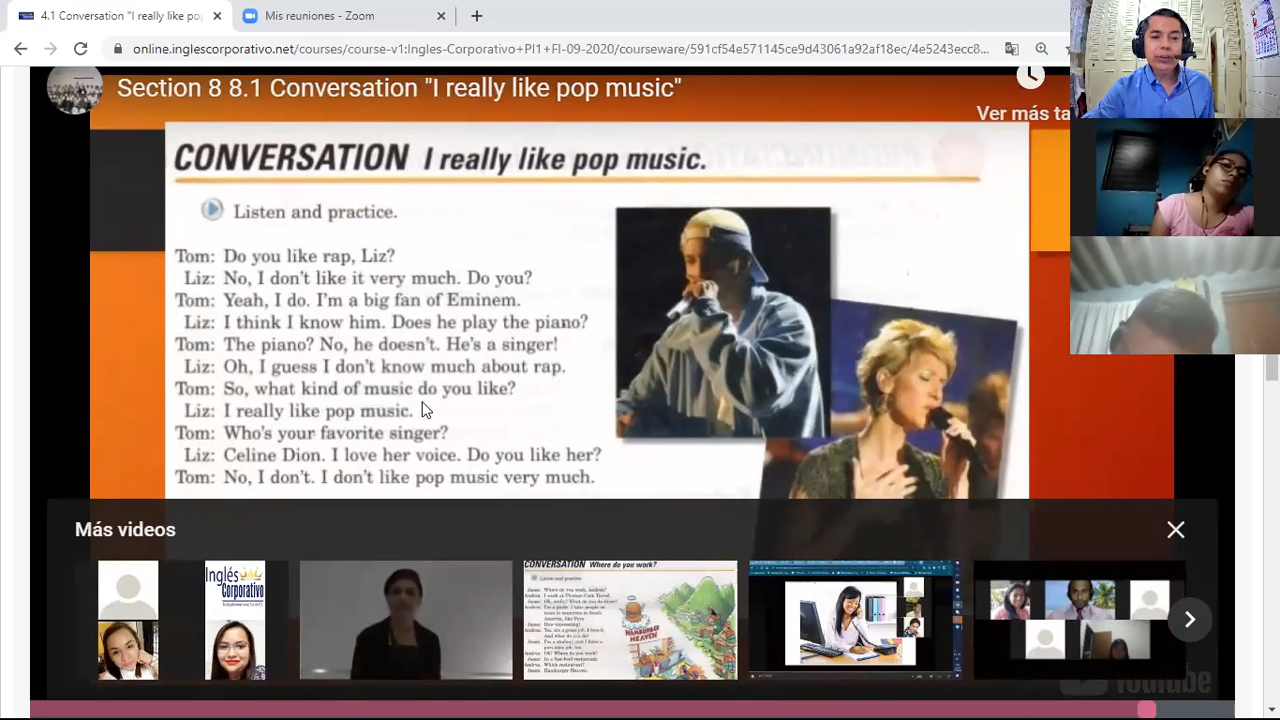 4.1 Conversation "I really like po
Mis reuniones - Zoom
online.inglescorporativo.net/courses/course-v1:Ingles-Corporativo+PI1+FI-09-2020/courseware/591cf54e571145ce9d43061a92af18ec/4e5243ecc8...
Section 8 8.1 Conversation "I really like pop music"
Ver más ta
CONVERSATION I really like pop music.
Listen and practice.
Tom: Do you like rap, Liz?
Liz: No, I don't like it very much. Do you?
Tom: Yeah, I do. I'm a big fan of Eminem.
Liz: I think I know him. Does he play the piano?
Tom: The piano? No, he doesn't. He's a singer!
Liz: Oh, I guess I don't know much about rap.
Tom: So, what kind of music do you like?
Liz: I really like pop music.
Tom: Who's your favorite singer?
Liz: Celine Dion. I love her voice. Do you like her?
Tom: No, I don't. I don't like pop music very much.
Más videos
Inglés
Corporativo
CONVERSATION Where do you work?
Listen and practice
HAMBURGER
HEAVEN
YouTube